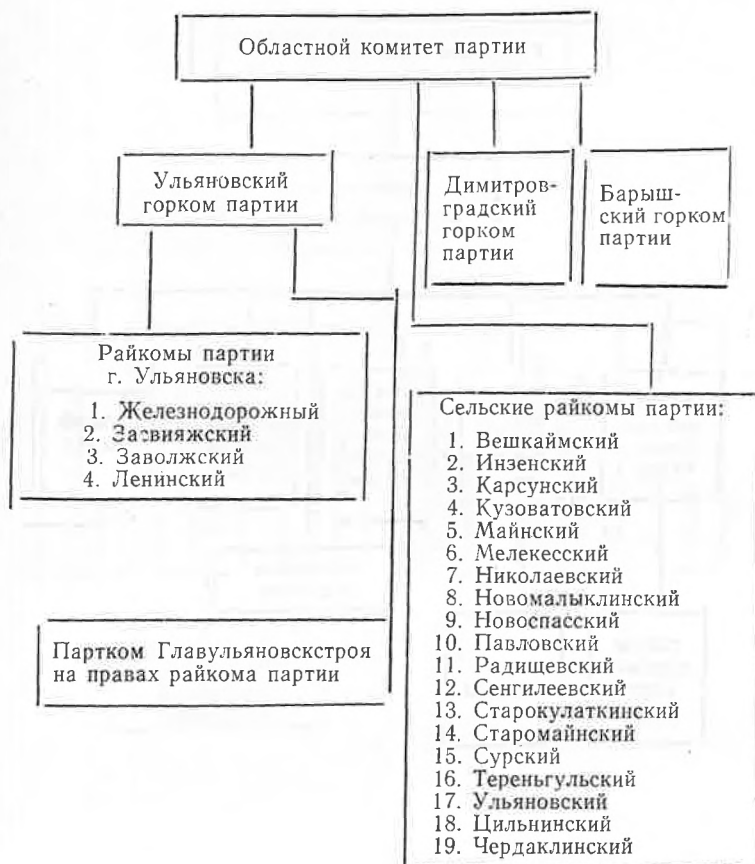 Областной комитет партии
Ульяновский
горком партии
Димитров-
градский
горком
партии
Барыш-
ский горком
партии
Райкомы партии
г. Ульяновска:
1. Железнодорожный
2. Засвияжский
3. Заволжский
4. Ленинский
Партком Главульяновскстроя
на правах райкома партии
Сельские райкомы партии:
1. Вешкаймский
2. Инзенский
3. Карсунский
4. Кузоватовский
5. Майнский
6. Мелекесский
7. Николаевский
8. Новомалыклинский
9. Новоспасский
10. Павловский
11. Радищевский
12. Сенгилеевский
13. Старокулаткинский
14. Старомайнский
15. Сурский
16. Тереньгульский
17. Ульяновский
18. Цильнинский
19. Чердаклинский